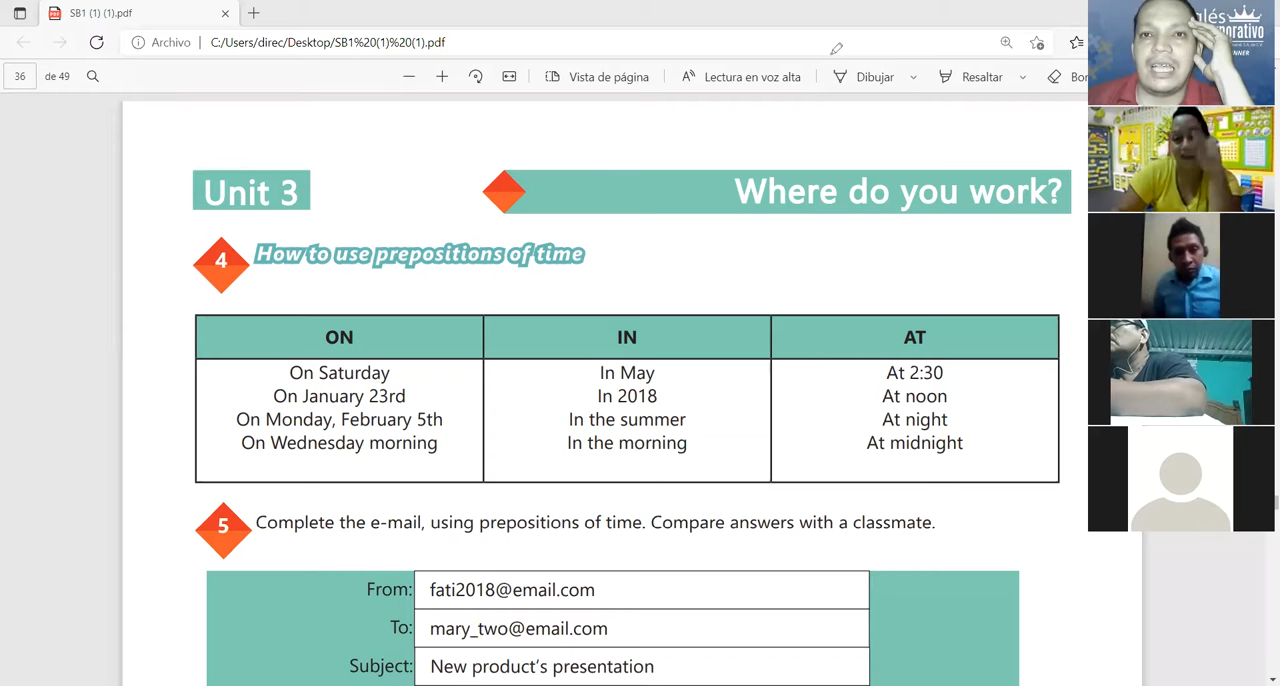 SB1 (1) (1).pdf
Archivo
C:/Users/direc/Desktop/SB1%20(1)%20(1).pdf
36
de 49
Vista de página
Lectura en voz alta
Dibujar
Resaltar
Unit 3
Where do you work?
4
How to use prepositions of time
ON
IN
AT
On Saturday
On January 23rd
On Monday, February 5th
On Wednesday morning
In May
In 2018
In the summer
In the morning
At 2:30
At noon
At night
At midnight
5
Complete the e-mail, using prepositions of time. Compare answers with a classmate.
From:
fati2018@email.com
To:
mary_two@email.com
Subject:
New product's presentation